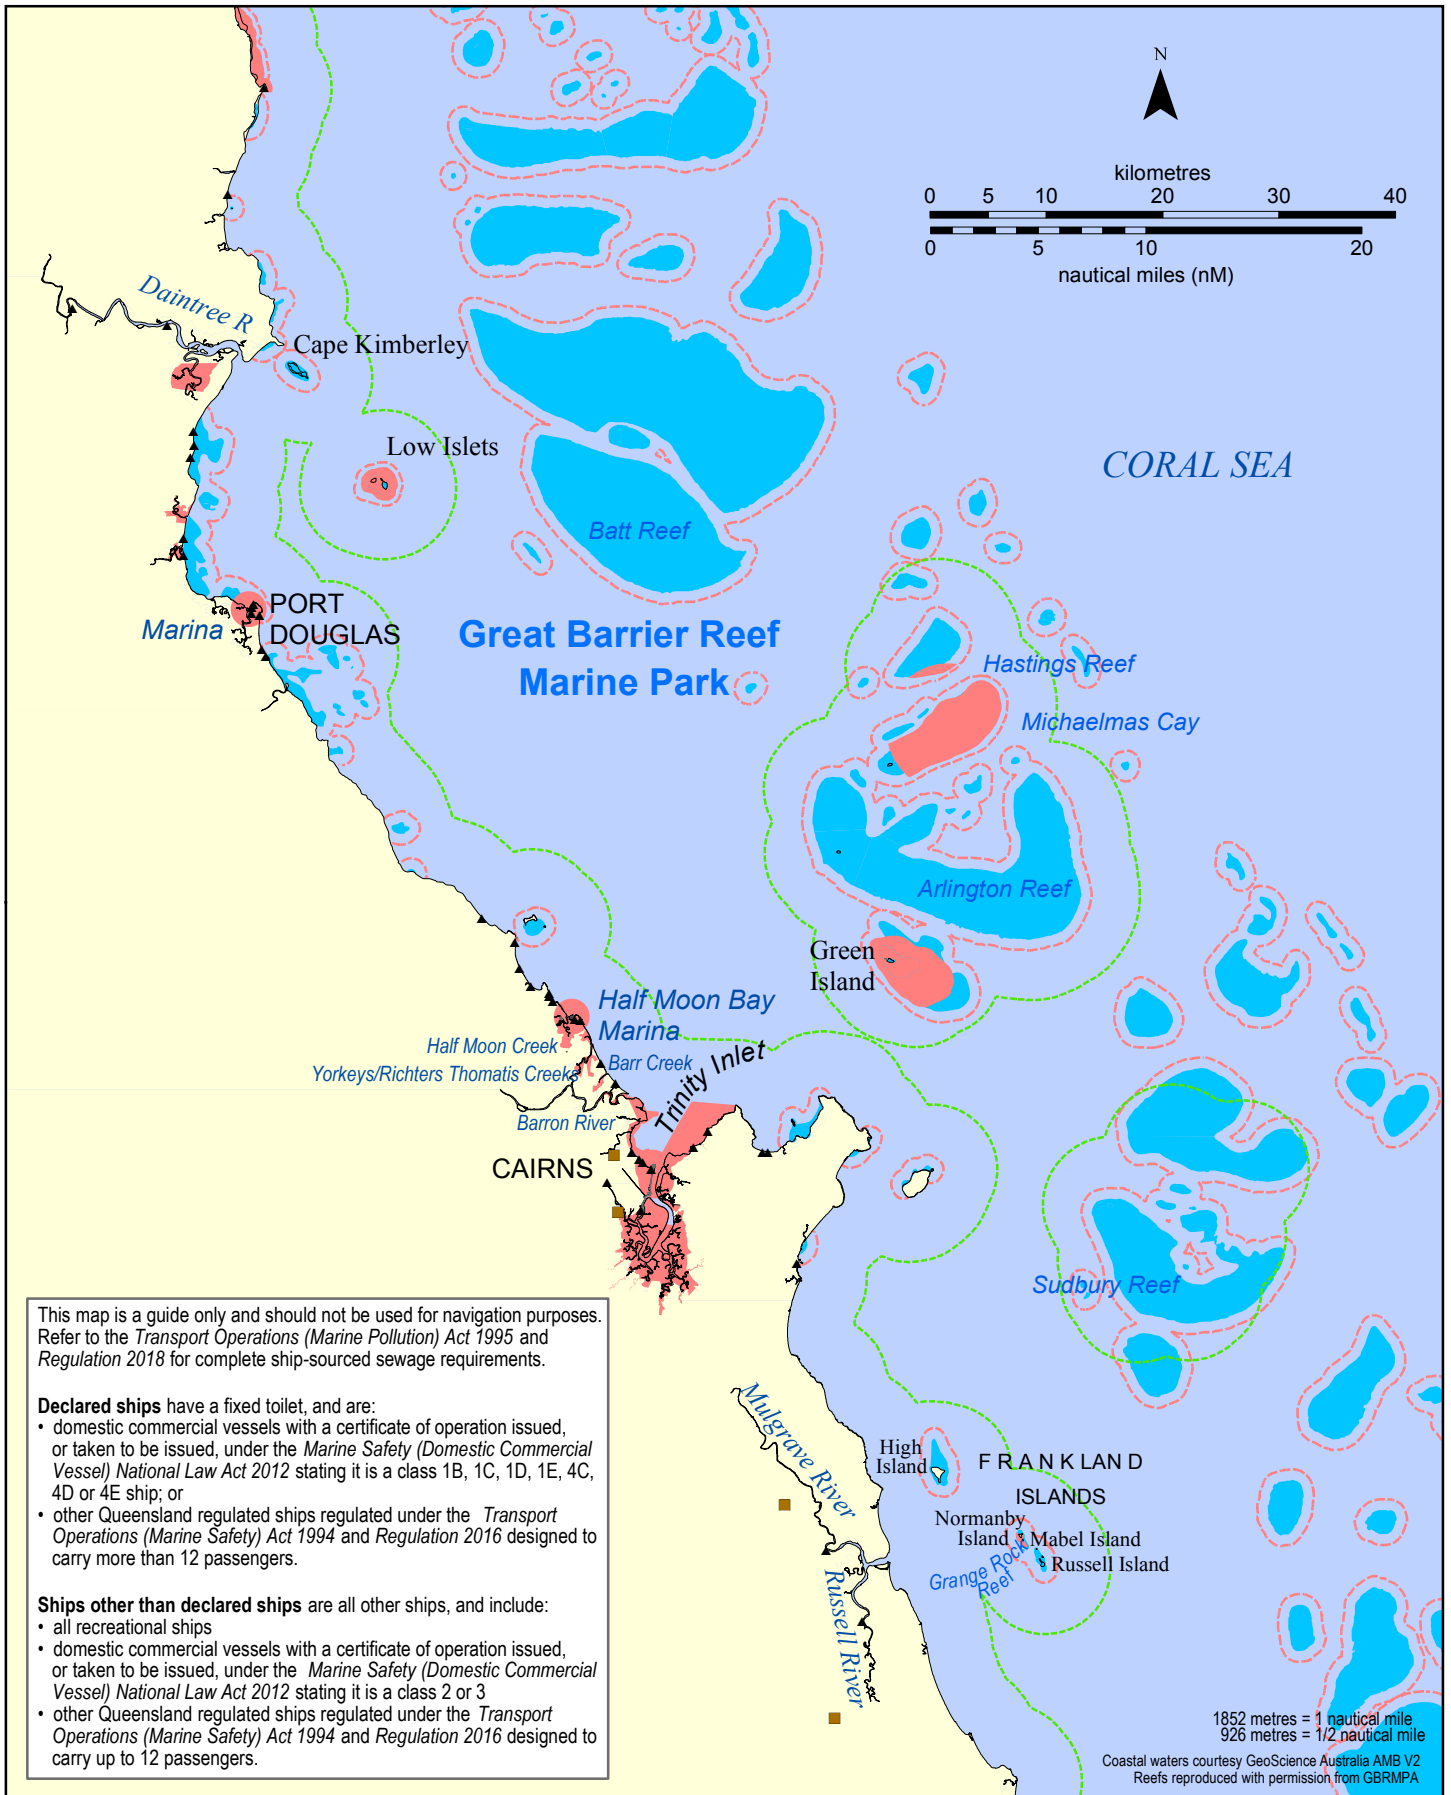 N
kilometres
0 5 10 20 30 40
0 5 10 20
nautical miles (nM)
Daintree R
Cape Kimberley
Low Islets
CORAL SEA
Batt Reef
PORT
DOUGLAS
Marina
Great Barrier Reef
Marine Park
Hastings Reef
Michaelmas Cay
Arlington Reef
Green
Island
Half Moon Bay
Marina
Half Moon Creek
Barr Creek
Yorkeys/Richters Thomatis Creeks
Trinity Inlet
Barron River
CAIRNS
Sudbury Reef
This map is a guide only and should not be used for navigation purposes.
Refer to the Transport Operations (Marine Pollution) Act 1995 and
Regulation 2018 for complete ship-sourced sewage requirements.
Declared ships have a fixed toilet, and are:
• domestic commercial vessels with a certificate of operation issued,
or taken to be issued, under the Marine Safety (Domestic Commercial
Vessel) National Law Act 2012 stating it is a class 1B, 1C, 1D, 1E, 4C,
4D or 4E ship; or
• other Queensland regulated ships regulated under the Transport
Operations (Marine Safety) Act 1994 and Regulation 2016 designed to
carry more than 12 passengers.
Ships other than declared ships are all other ships, and include:
• all recreational ships
• domestic commercial vessels with a certificate of operation issued,
or taken to be issued, under the Marine Safety (Domestic Commercial
Vessel) National Law Act 2012 stating it is a class 2 or 3
• other Queensland regulated ships regulated under the Transport
Operations (Marine Safety) Act 1994 and Regulation 2016 designed to
carry up to 12 passengers.
Mulgrave River
Russell River
High
Island
FRANKLAND
ISLANDS
Normanby
Island
Mabel Island
Russell Island
Grange Rock
Reef
1852 metres = 1 nautical mile
926 metres = 1/2 nautical mile
Coastal waters courtesy GeoScience Australia AMB V2
Reefs reproduced with permission from GBRMPA